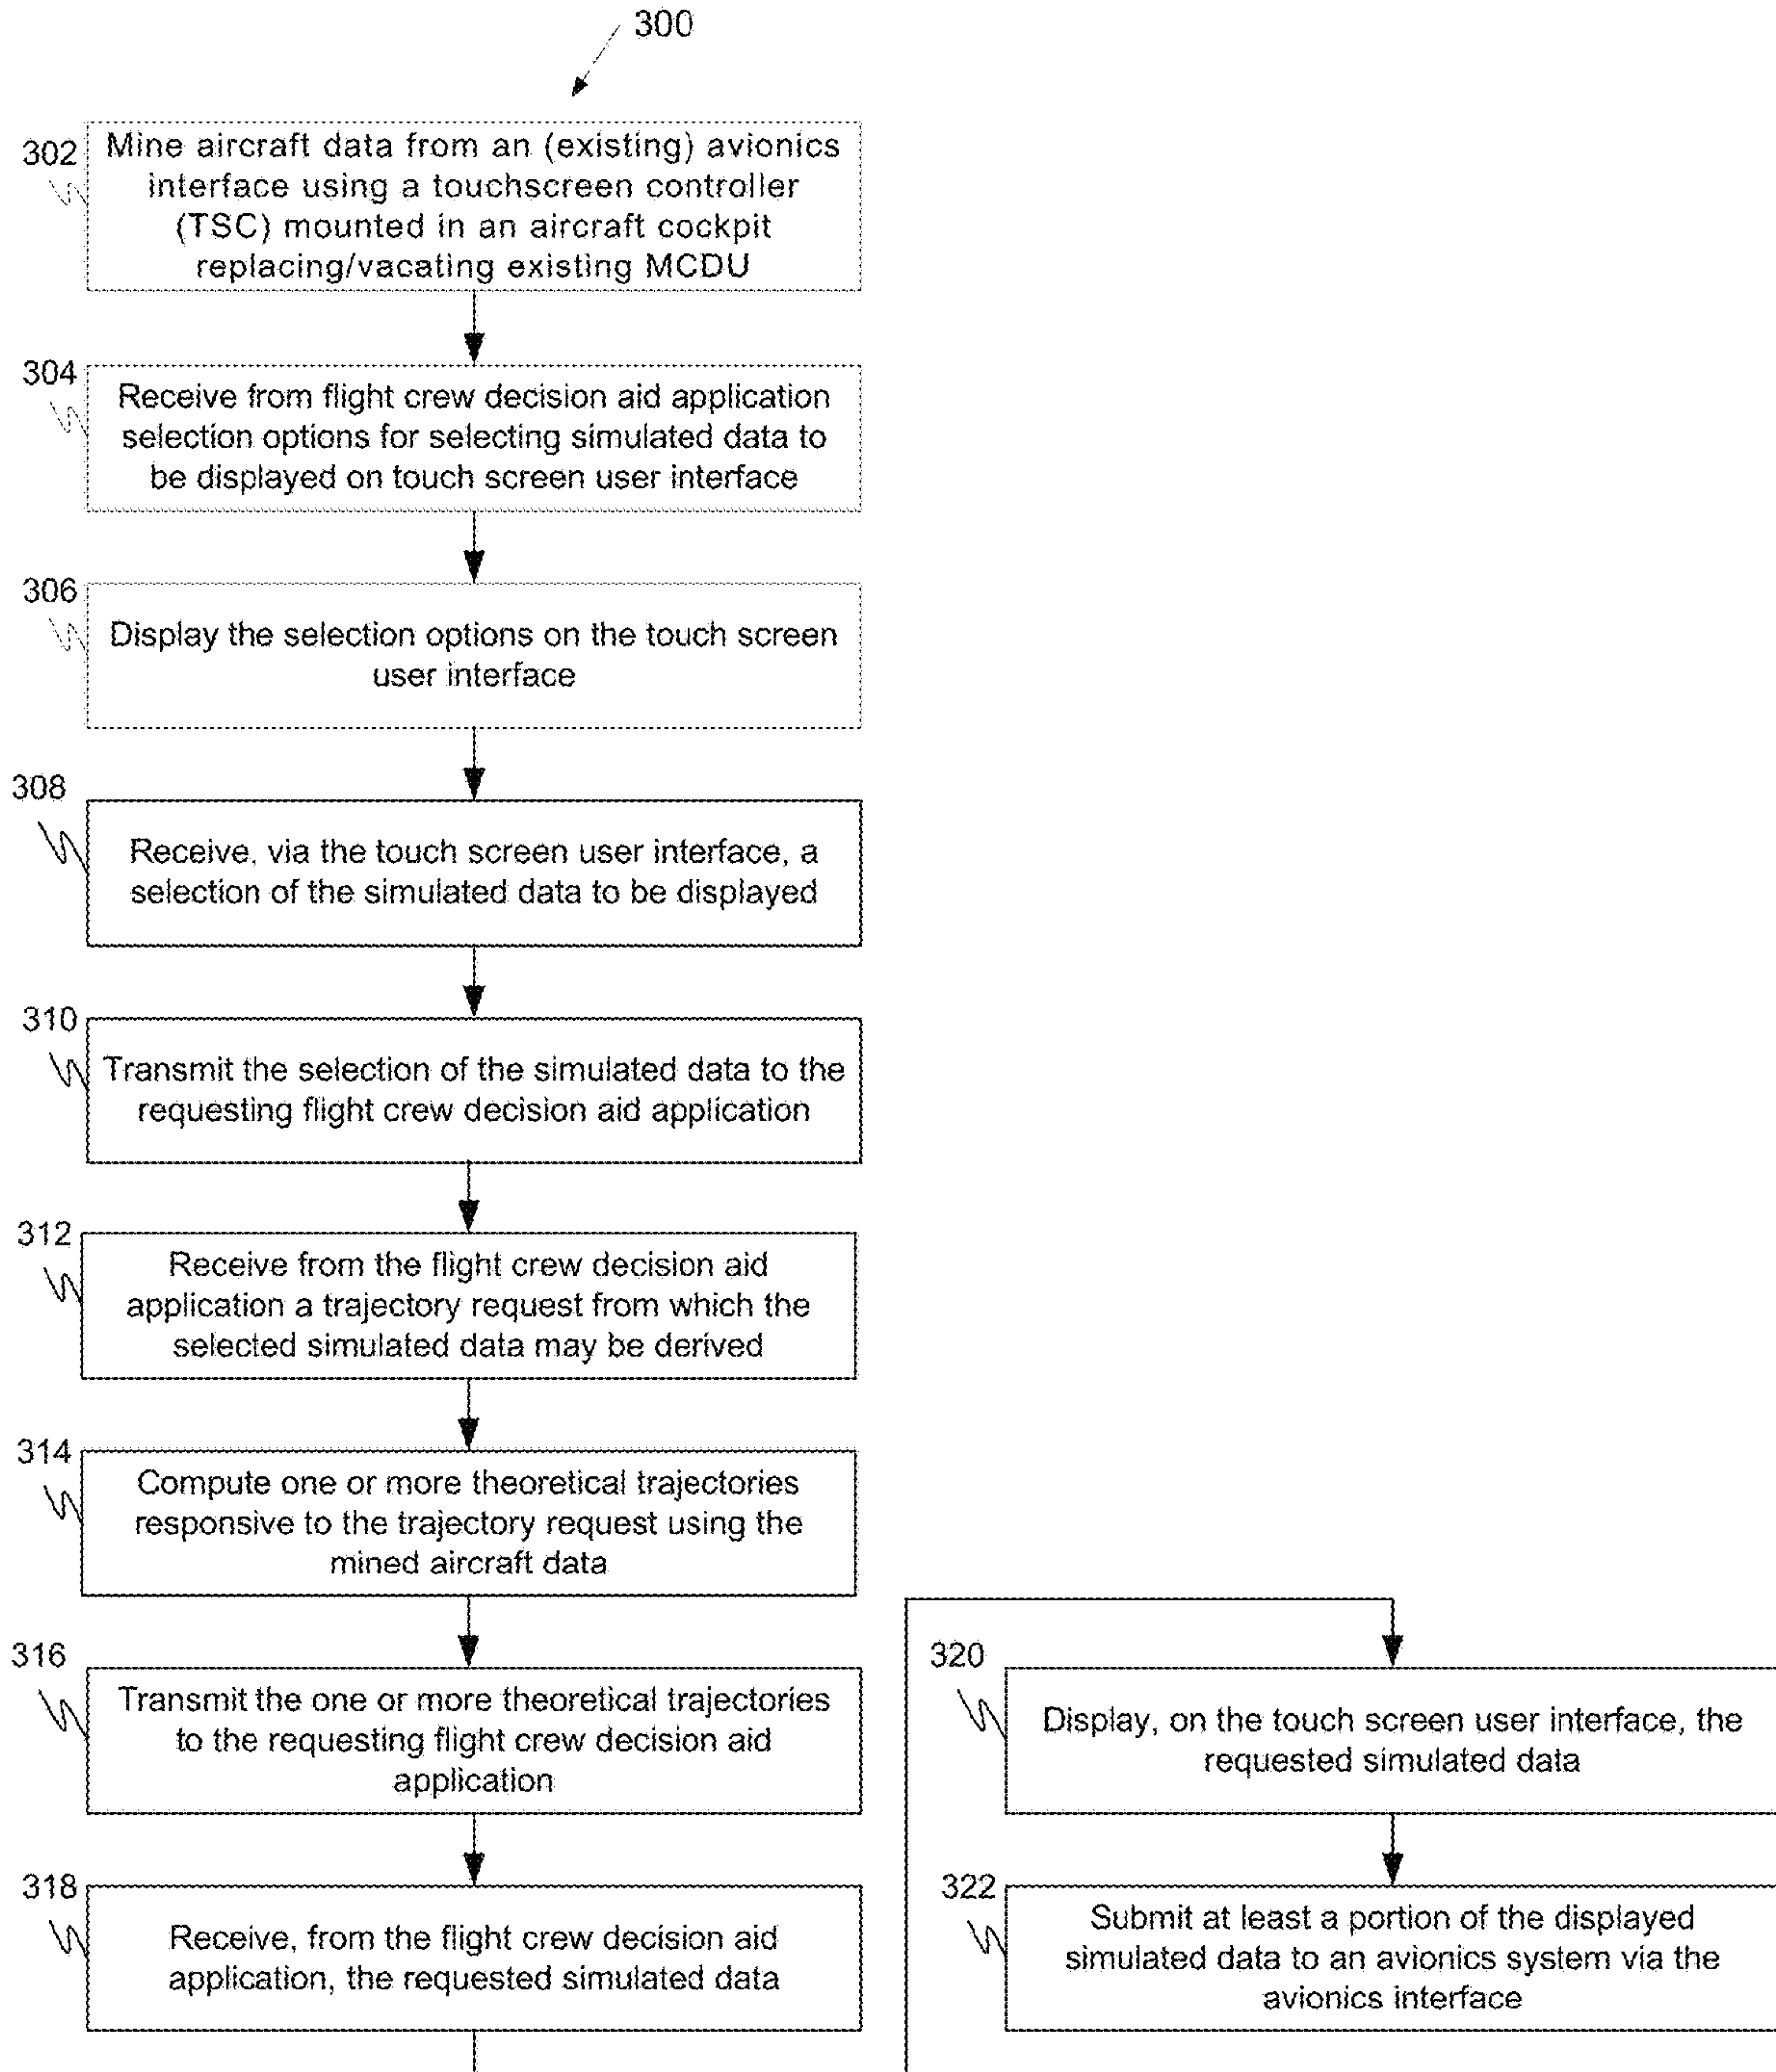 300
302
Mine aircraft data from an (existing) avionics
interface using a touchscreen controller
(TSC) mounted in an aircraft cockpit
replacing/vacating existing MCDU
304
Receive from flight crew decision aid application
selection options for selecting simulated data to
be displayed on touch screen user interface
306
Display the selection options on the touch screen
user interface
308
Receive, via the touch screen user interface, a
selection of the simulated data to be displayed
310
Transmit the selection of the simulated data to the
requesting flight crew decision aid application
312
Receive from the flight crew decision aid
application a trajectory request from which the
selected simulated data may be derived
314
Compute one or more theoretical trajectories
responsive to the trajectory request using the
mined aircraft data
316
Transmit the one or more theoretical trajectories
to the requesting flight crew decision aid
application
318
Receive, from the flight crew decision aid
application, the requested simulated data
320
Display, on the touch screen user interface, the
requested simulated data
322
Submit at least a portion of the displayed
simulated data to an avionics system via the
avionics interface